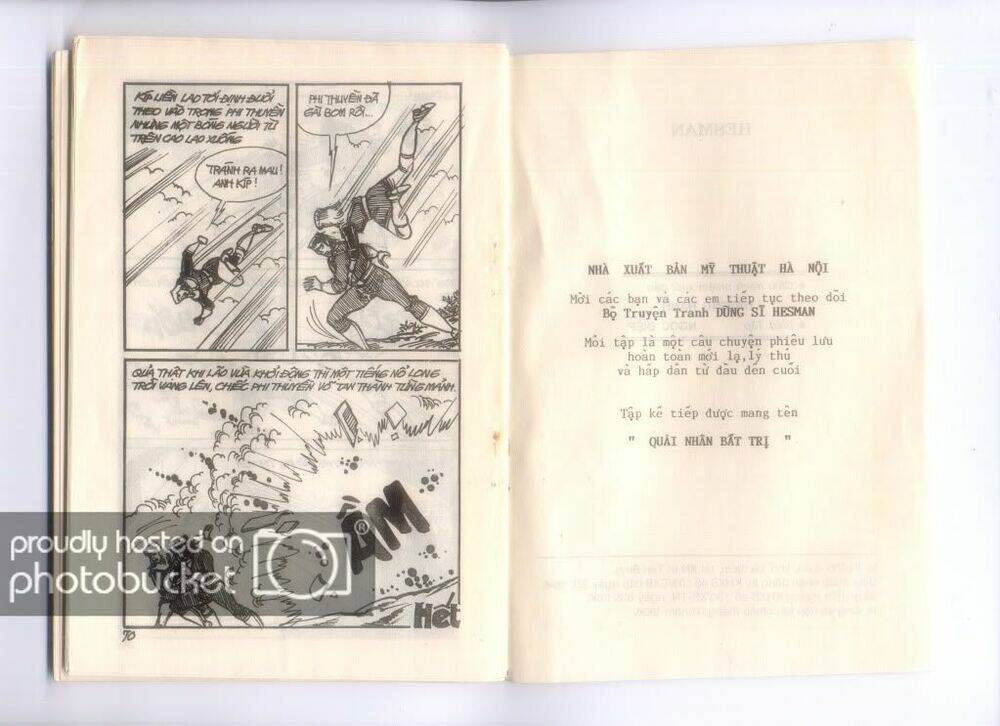 KÍP LIỀN LAO TỚI ĐỊNH ĐUỔI
THEO VÀO TRONG PHI THUYỀN
NHƯNG MỘT BÓNG NGƯỜI TỪ
TRÊN CAO LAO XUỐNG
TRÁNH RA MAU!
ANH KÍP!
PHI THUYỀN ĐÃ
GÀI BOM RỒI...
QUẢ THẬT KHI LÃO VỪA KHỞI ĐỘNG THÌ MỘT TIẾNG NỔ LONG
TRỜI VANG LÊN, CHIẾC PHI THUYỀN VỠ TAN THÀNH TỪNG MẢNH.
ẦM
Hết
70
NHÀ XUẤT BẢN MỸ THUẬT HÀ NỘI
Mời các bạn và các em tiếp tục theo dõi
Bộ Truyện Tranh DŨNG SĨ HESMAN
Mỗi tập là một câu chuyện phiêu lưu
hoàn toàn mới lạ,lý thú
và hấp dẫn từ đầu đến cuối
Tập kế tiếp được mang tên
" QUÁI NHÂN BẤT TRỊ "
HESMAN
proudly hosted on
photobucket